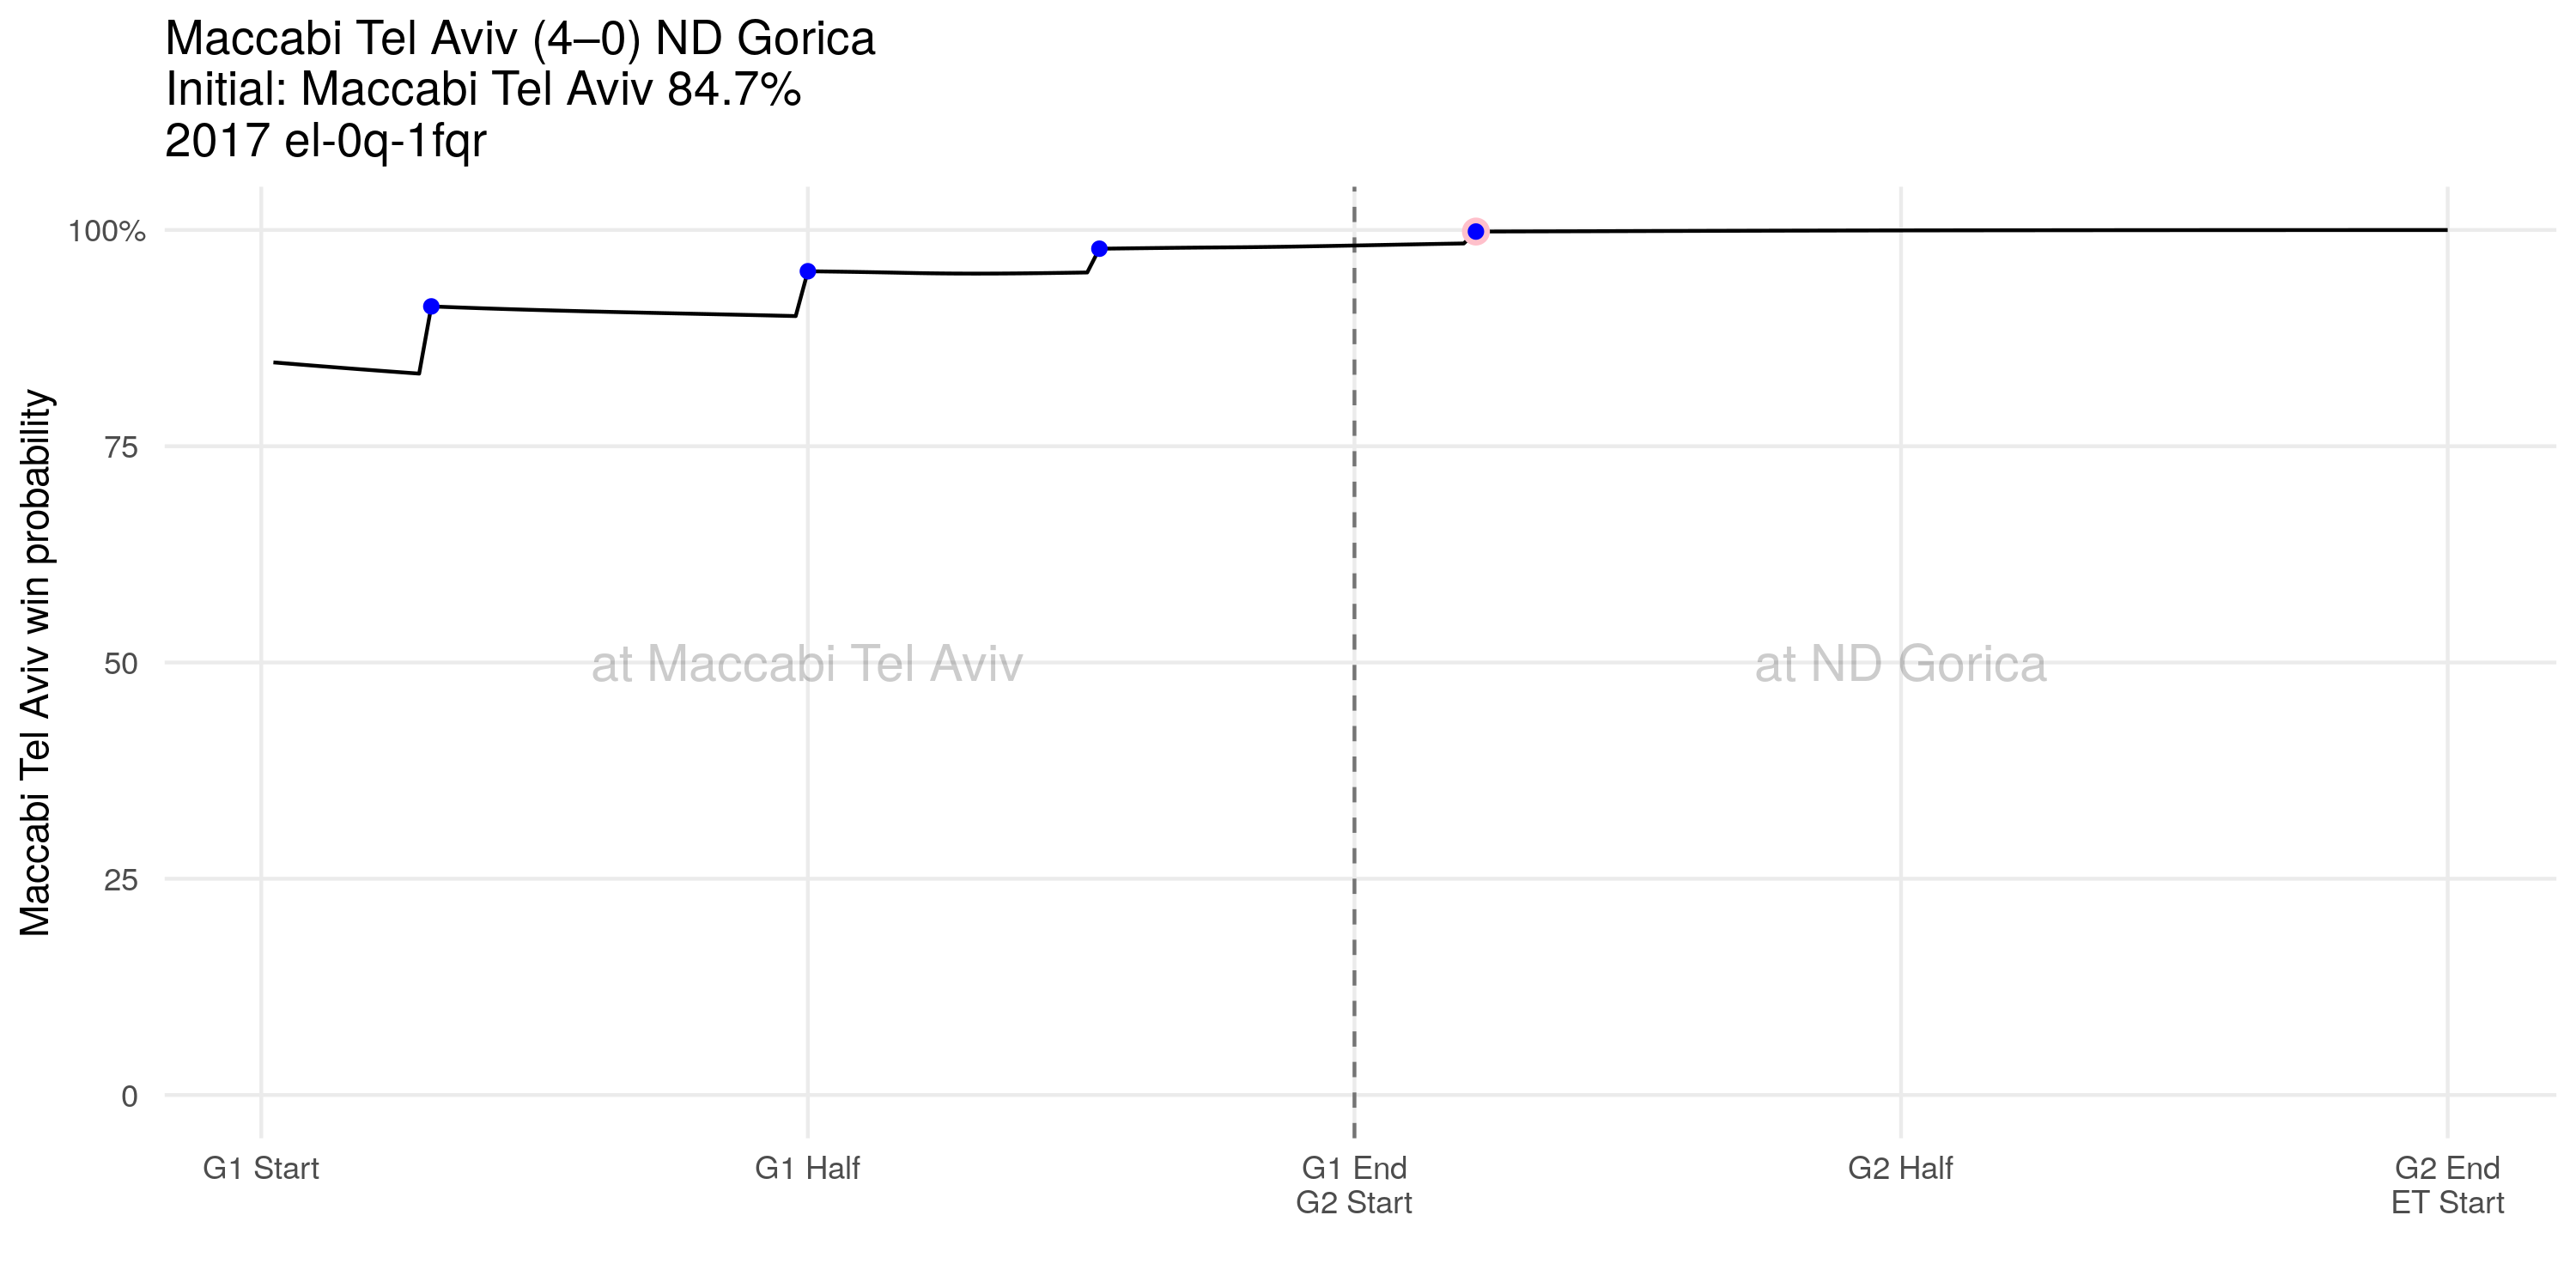 Maccabi Tel Aviv (4–0) ND Gorica
Initial: Maccabi Tel Aviv 84.7%
2017 el-0q-1fqr
Maccabi Tel Aviv win probability
100%
75
50
25
0
at Maccabi Tel Aviv
at ND Gorica
G1 Start
G1 Half
G1 End
G2 Start
G2 Half
G2 End
ET Start